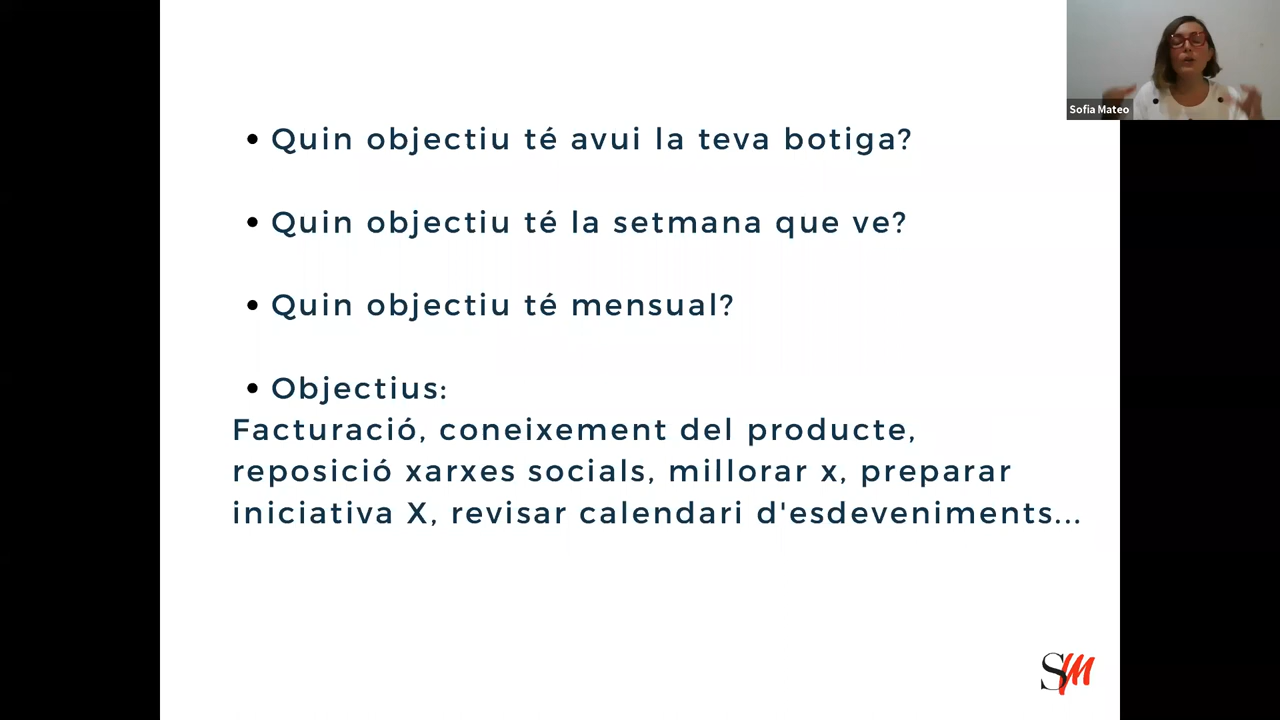 Sofia Mateo
• Quin objectiu té avui la teva botiga?
• Quin objectiu té la setmana que ve?
• Quin objectiu té mensual?
• Objectius:
Facturació, coneixement del producte,
reposició xarxes socials, millorar x, preparar
iniciativa X, revisar calendari d'esdeveniments...
SM